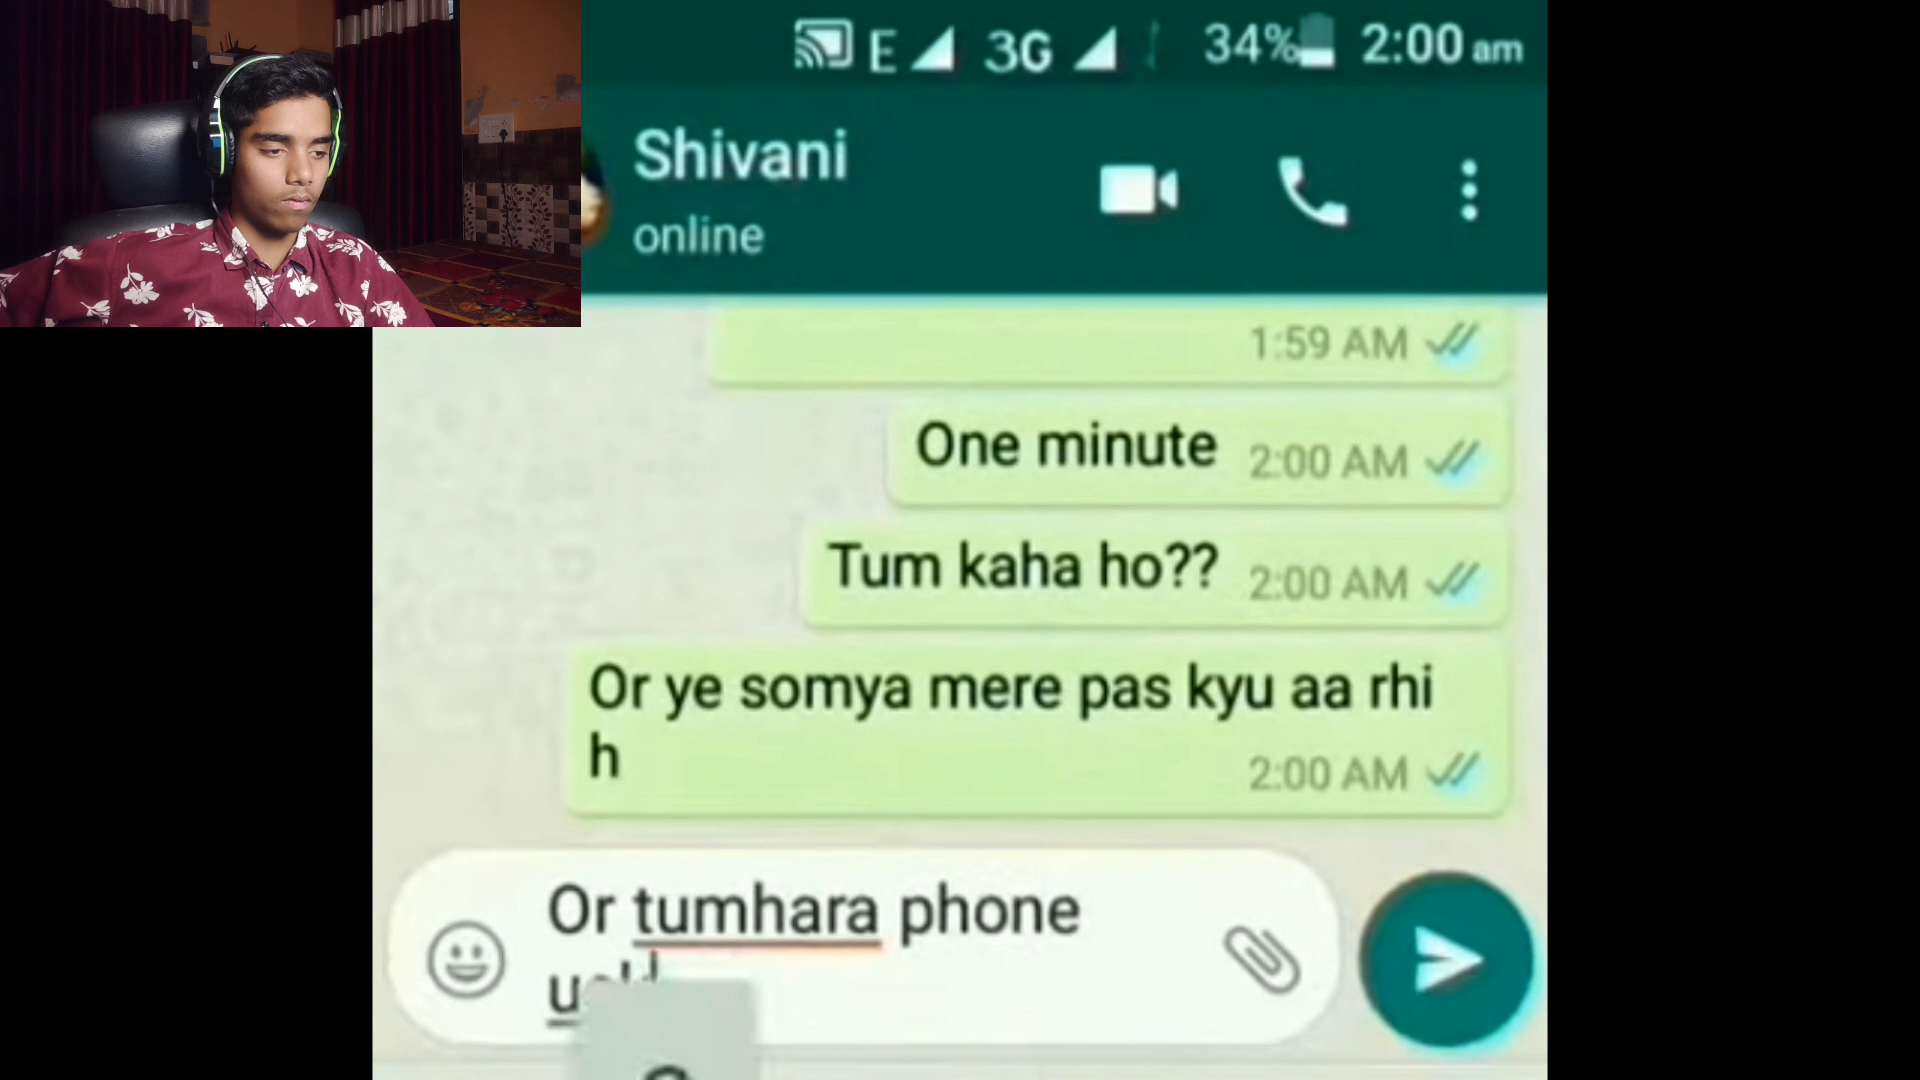 E 3G 34% 2:00 am
Shivani
online
1:59 AM
One minute 2:00 AM
Tum kaha ho?? 2:00 AM
Or ye somya mere pas kyu aa rhi
h 2:00 AM
Or tumhara phone